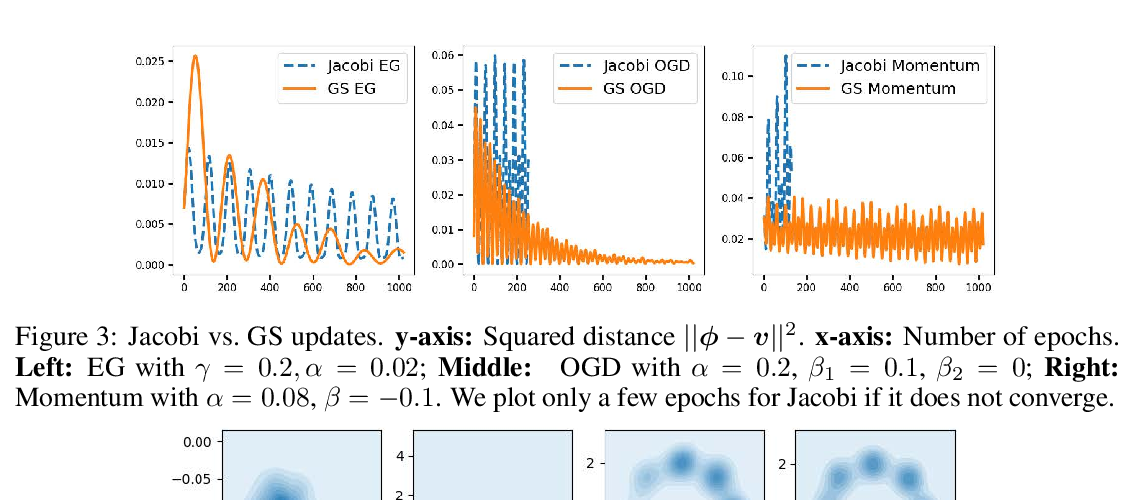 0.025
0.020
0.015
0.010
0.005
0.000
0 200 400 600 800 1000
Jacobi EG
GS EG
0.06
0.05
0.04
0.03
0.02
0.01
0.00
0 200 400 600 800 1000
Jacobi OGD
GS OGD
0.10
0.08
0.06
0.04
0.02
0 200 400 600 800 1000
Jacobi Momentum
GS Momentum
Figure 3: Jacobi vs. GS updates. y-axis: Squared distance ||ϕ − v||². x-axis: Number of epochs.
Left: EG with γ = 0.2, α = 0.02; Middle: OGD with α = 0.2, β₁ = 0.1, β₂ = 0; Right:
Momentum with α = 0.08, β = −0.1. We plot only a few epochs for Jacobi if it does not converge.
0.00
−0.05
4
2
2
2